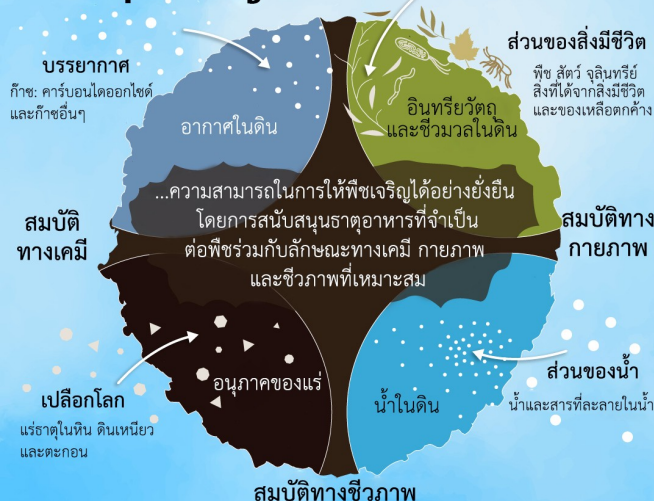 บรรยากาศ
ก๊าซ: คาร์บอนไดออกไซด์
และก๊าซอื่นๆ
อากาศในดิน
ส่วนของสิ่งมีชีวิต
พืช สัตว์ จุลินทรีย์
สิ่งที่ได้จากสิ่งมีชีวิต
และของเหลือตกค้าง
อินทรียวัตถุ
และชีวมวลในดิน
...ความสามารถในการให้พืชเจริญได้อย่างยั่งยืน
โดยการสนับสนุนธาตุอาหารที่จำเป็น
ต่อพืชร่วมกับลักษณะทางเคมี กายภาพ
และชีวภาพที่เหมาะสม
สมบัติ
ทางเคมี
สมบัติทาง
กายภาพ
อนุภาคของแร่
เปลือกโลก
แร่ธาตุในหิน ดินเหนียว
และตะกอน
น้ำในดิน
ส่วนของน้ำ
น้ำและสารที่ละลายในน้ำ
สมบัติทางชีวภาพ